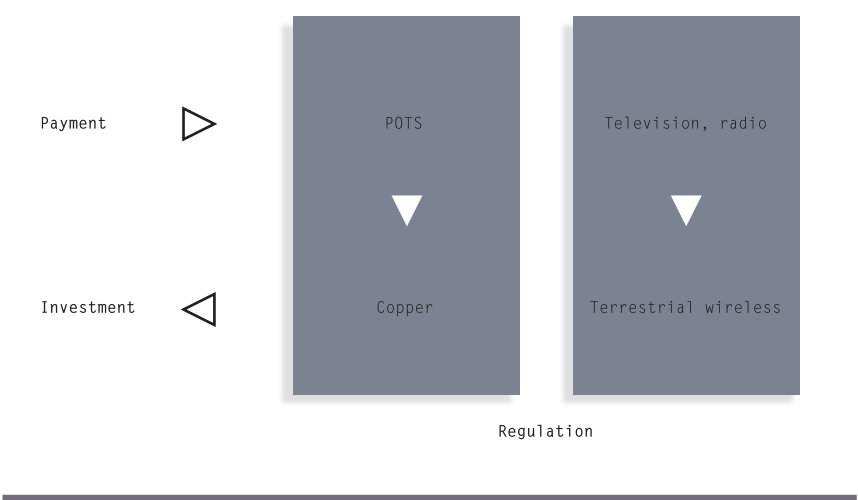 Payment
POTS
Television, radio
Investment
Copper
Terrestrial wireless
Regulation